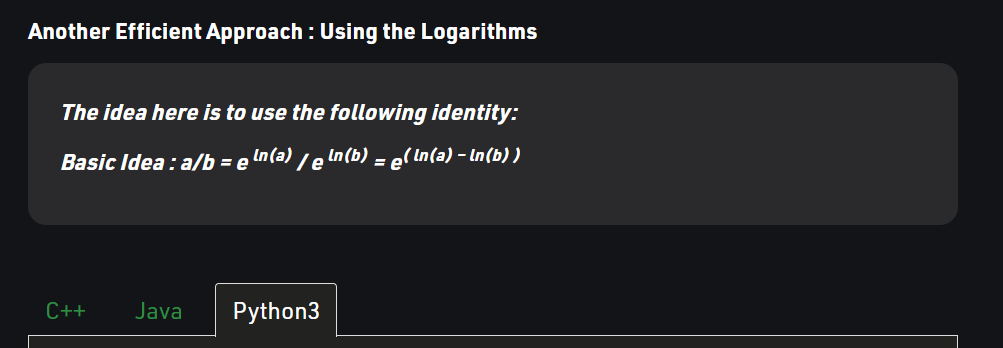 Another Efficient Approach : Using the Logarithms
The idea here is to use the following identity:
Basic Idea : a/b = e ln(a) / e ln(b) = e( ln(a) – ln(b) )
C++ Java Python3